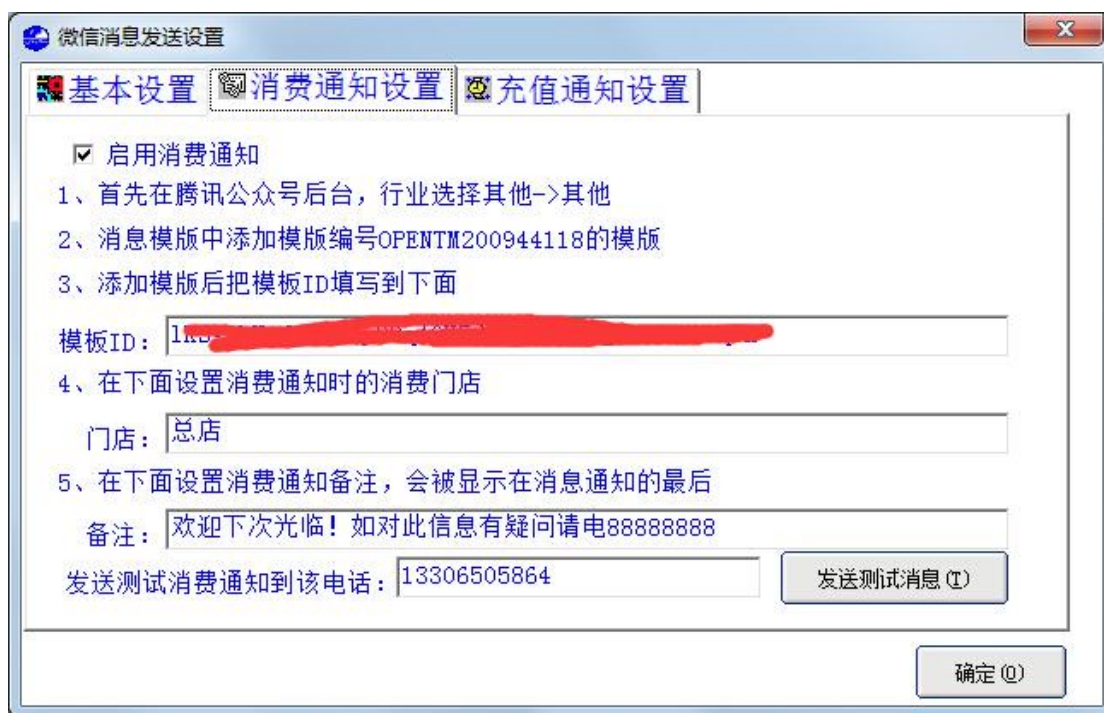 微信消息发送设置
基本设置 消费通知设置 充值通知设置
启用消费通知
1、首先在腾讯公众号后台，行业选择其他->其他
2、消息模版中添加模版编号OPENTM200944118的模版
3、添加模版后把模板ID填写到下面
模板ID：
4、在下面设置消费通知时的消费门店
门店：总店
5、在下面设置消费通知备注，会被显示在消息通知的最后
备注：欢迎下次光临！如对此信息有疑问请电88888888
发送测试消费通知到该电话：13306505864 发送测试消息(T)
确定(O)